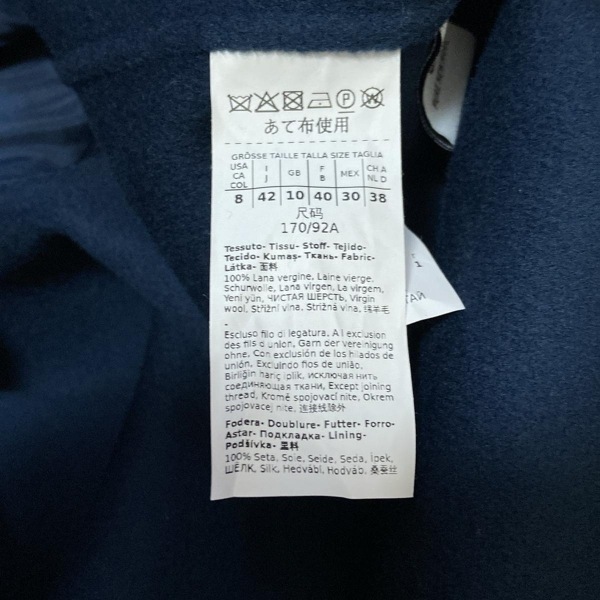 P
あて布使用
GRÖSSE TAILLE TALLA SIZE TAGLIA
USA CA COL I J GB F B MEX CH A NL D
8 42 10 40 30 38
尺码
170/92A
Tessuto- Tissu- Stoff- Tejido-
Tecido- Kumaş- Ткань- Fabric-
Látka- 面料
100% Lana vergine, Laine vierge,
Schurwolle, Lana virgen, La virgem,
Yeni yün, ЧИСТАЯ ШЕРСТЬ, Virgin
wool, Střižní vlna, Strižná vlna, 绵羊毛
-
Escluso filo di legatura, A l exclusion
des fils d union, Garn der vereinigung
ohne, Con exclusión de los hilados de
unión, Excluindo fios de união,
Birliğin hariç iplik, исключая нить
соединяющая ткани, Except joining
thread, Kromě spojovací nite, Okrem
spojovacej nite, 连接线除外
Fodera- Doublure- Futter- Forro-
Astar- Подкладка- Lining-
Podšívka- 里料
100% Seta, Soie, Seide, Seda, İpek,
ШЁЛК, Silk, Hedvábí, Hodváb, 桑蚕丝
1
ТАЙ